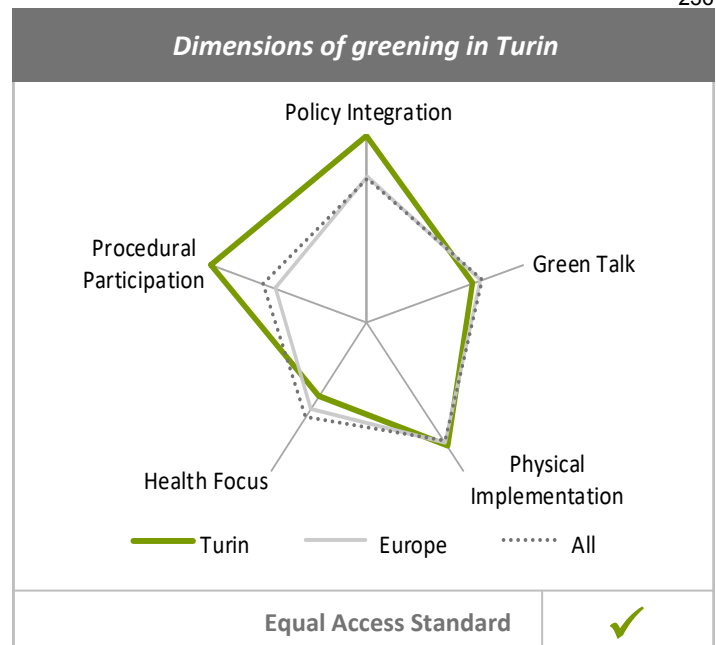 Dimensions of greening in Turin
Policy Integration
Procedural
Participation
Green Talk
Health Focus
Physical
Implementation
Turin
Europe
All
Equal Access Standard